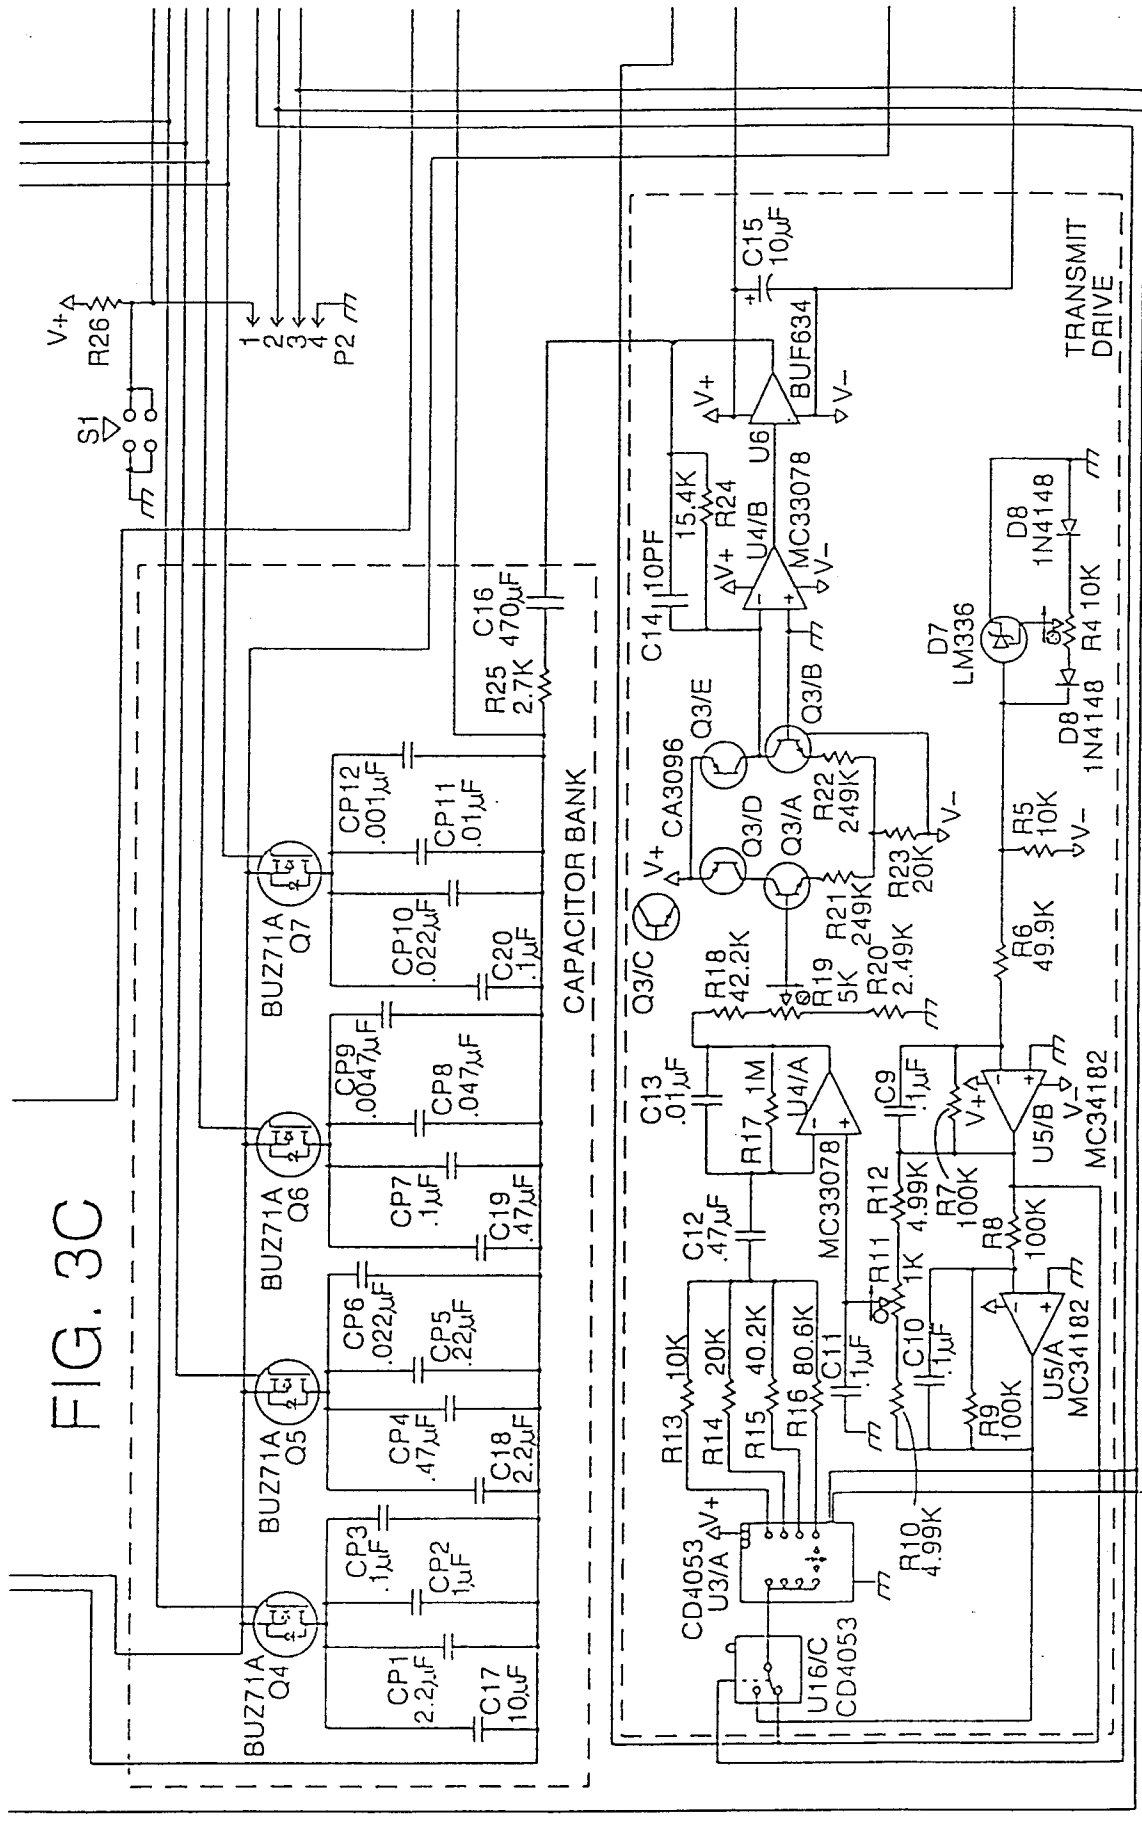 FIG. 3C
V+
R26
S1
1
2
3
4
P2
BUZ71A
Q4
BUZ71A
Q5
BUZ71A
Q6
BUZ71A
Q7
CP1
2.2µF
C17
10µF
CP3
.1µF
CP2
1µF
CP4
.47µF
C18
2.2µF
CP6
.022µF
CP5
.22µF
CP7
.1µF
C19
.47µF
CP9
.0047µF
CP8
.047µF
CP10
.022µF
C20
.1µF
CP12
.001µF
CP11
.01µF
R25
2.7K
C16
470µF
CAPACITOR BANK
U16/C
CD4053
CD4053
U3/A
V+
R13
10K
R14
20K
R15
40.2K
R16
80.6K
C12
.47µF
C13
.01µF
R17
1M
U4/A
MC33078
-
+
C11
.1µF
R18
42.2K
R19
5K
R20
2.49K
Q3/C
V+
CA3096
Q3/D
Q3/E
Q3/A
Q3/B
R21
249K
R22
249K
R23
20K
V-
C14
10PF
15.4K
R24
V+
U4/B
MC33078
-
+
V-
V+
U6
BUF634
V-
C15
10µF
+
TRANSMIT
DRIVE
R10
4.99K
C10
.1µF
R11
1K
R12
4.99K
R9
100K
U5/A
MC34182
-
+
R8
100K
C9
.1µF
R7
100K
V+
U5/B
V-
MC34182
-
+
R6
49.9K
R5
10K
V-
D7
LM336
D8
1N4148
R4
10K
D8
1N4148